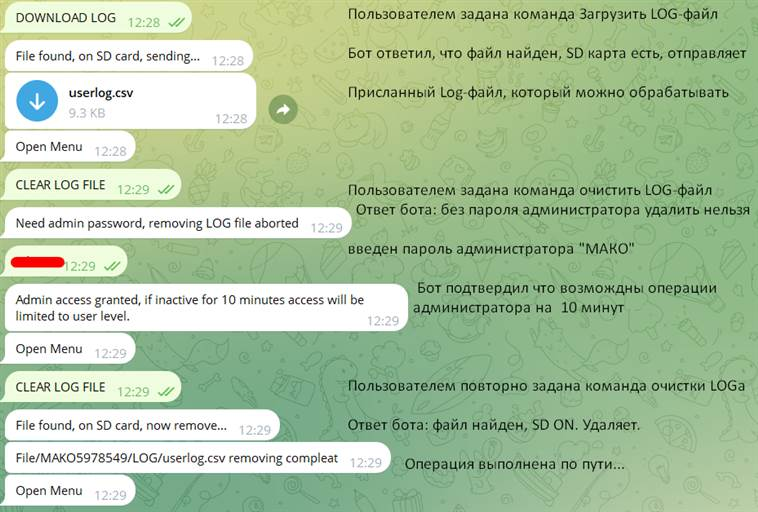 DOWNLOAD LOG 12:28
Пользователем задана команда Загрузить LOG-файл
File found, on SD card, sending... 12:28
Бот ответил, что файл найден, SD карта есть, отправляет
userlog.csv
9.3 KB 12:28
Присланный Log-файл, который можно обрабатывать
Open Menu 12:28
CLEAR LOG FILE 12:29
Пользователем задана команда очистить LOG-файл
Need admin password, removing LOG file aborted 12:29
Ответ бота: без пароля администратора удалить нельзя
12:29
введен пароль администратора "МАКО"
Admin access granted, if inactive for 10 minutes access will be
limited to user level. 12:29
Бот подтвердил что возмождны операции
администратора на 10 минут
Open Menu 12:29
CLEAR LOG FILE 12:29
Пользователем повторно задана команда очистки LOGа
File found, on SD card, now remove... 12:29
Ответ бота: файл найден, SD ON. Удаляет.
File/MAKO5978549/LOG/userlog.csv removing compleat 12:29
Операция выполнена по пути...
Open Menu 12:29